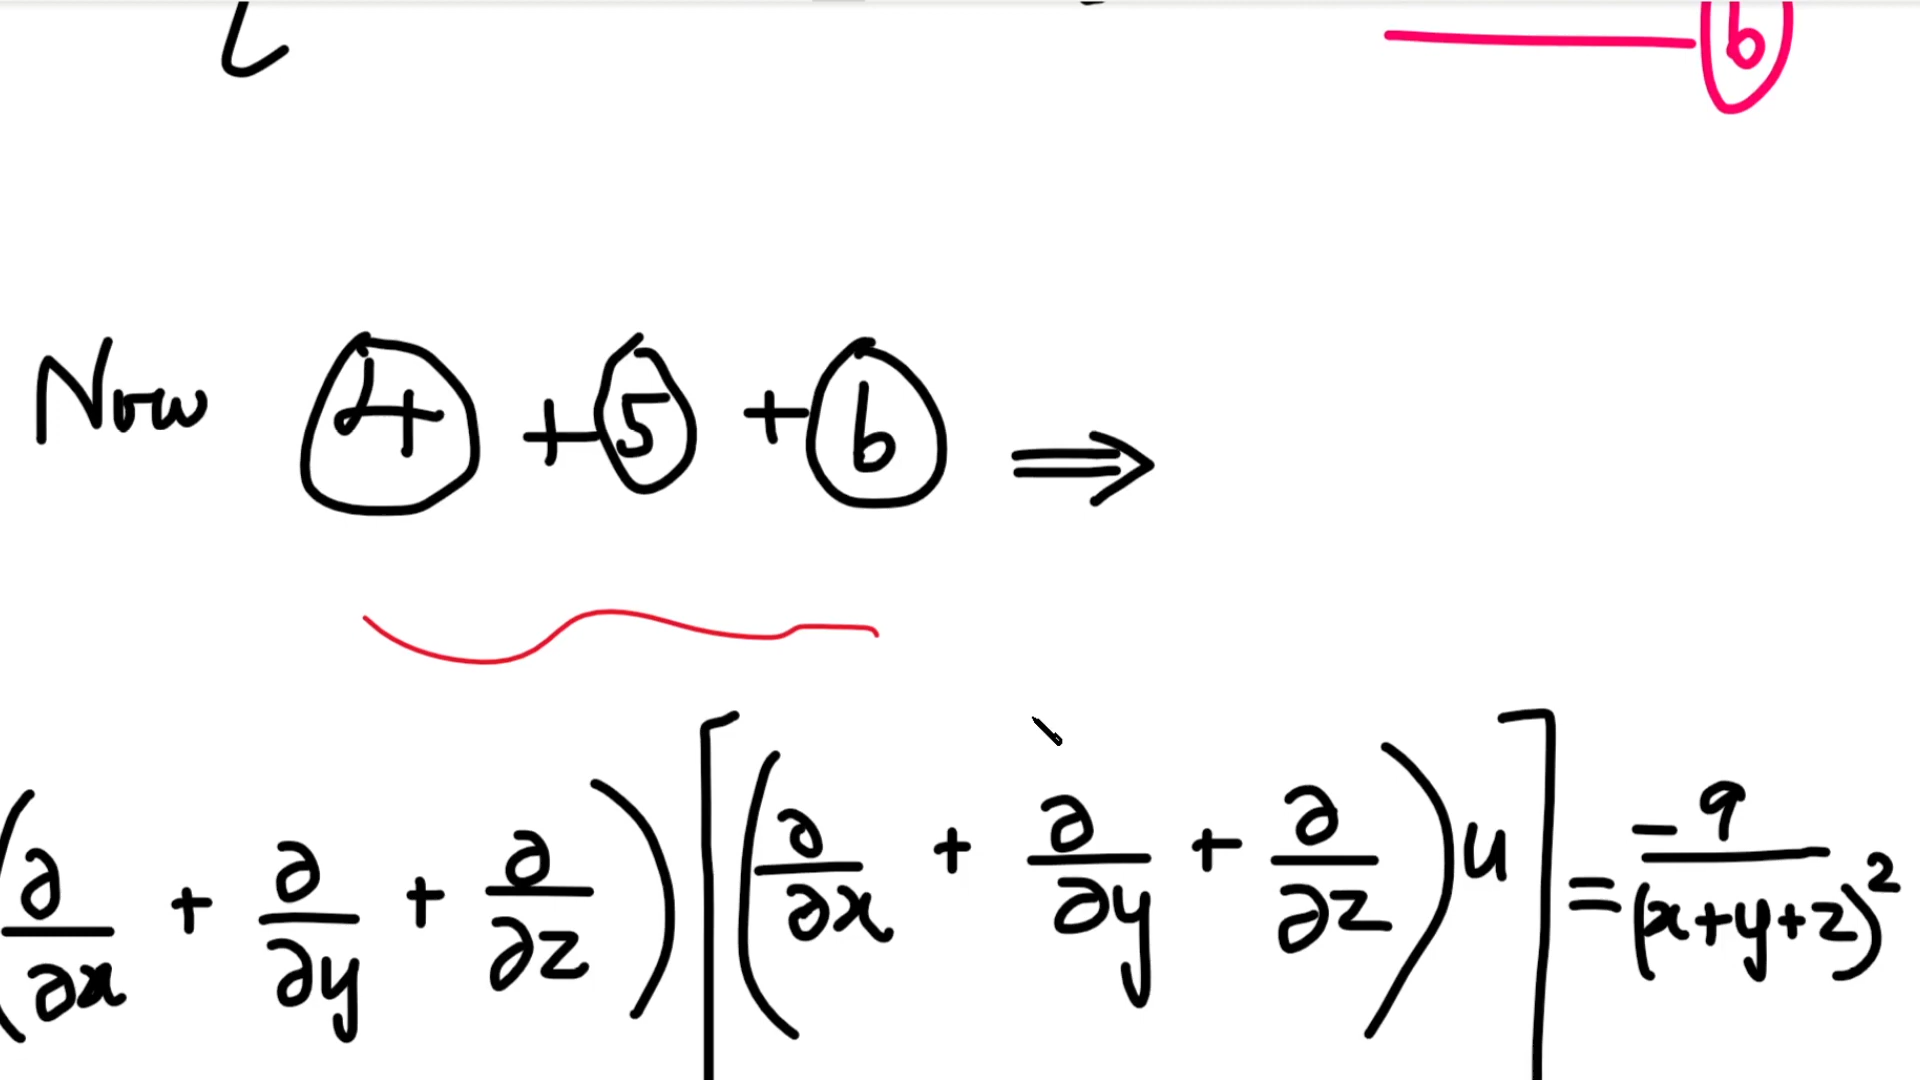 6
Now 4 + 5 + 6 ⟹
(∂/∂x + ∂/∂y + ∂/∂z) [(∂/∂x + ∂/∂y + ∂/∂z) u] = -9/(x+y+z)²